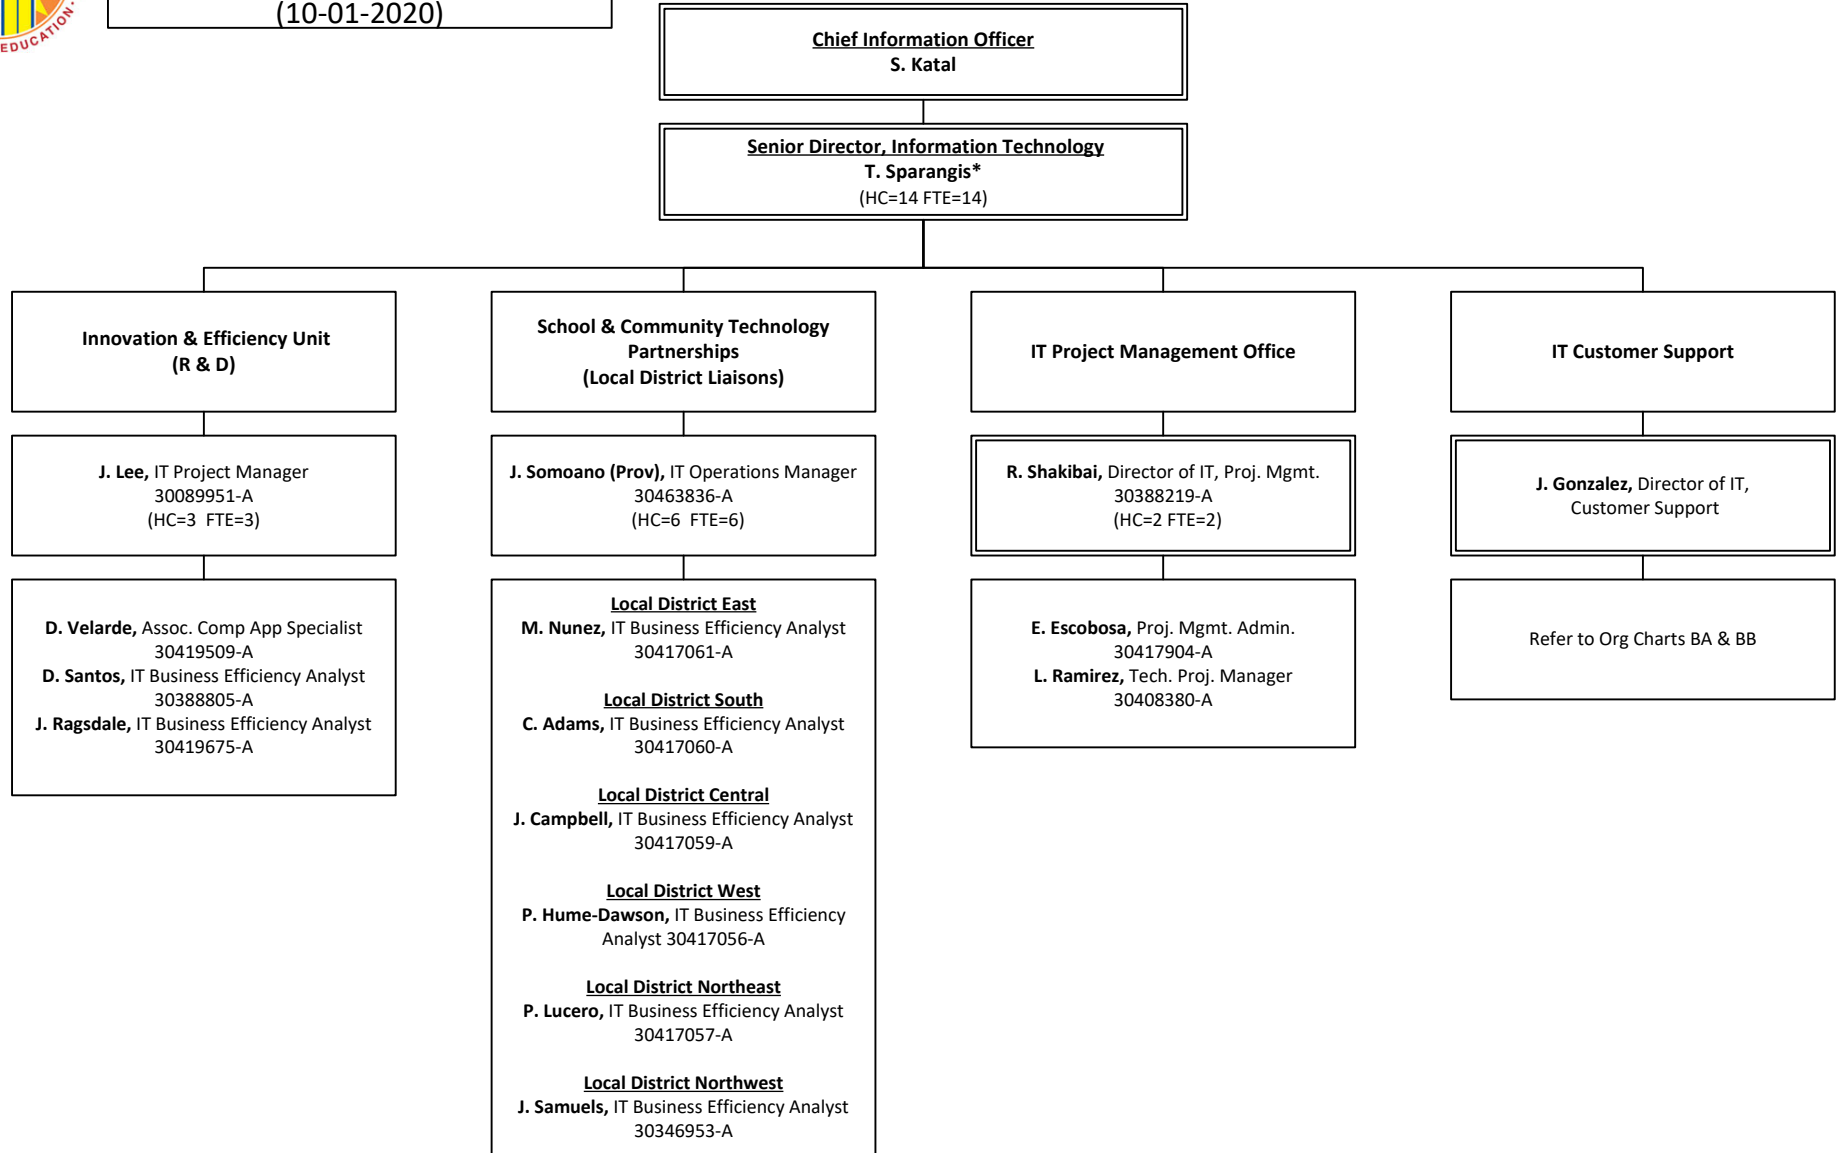 EDUCATION
(10-01-2020)
Chief Information Officer
S. Katal
Senior Director, Information Technology
T. Sparangis*
(HC=14 FTE=14)
Innovation & Efficiency Unit
(R & D)
School & Community Technology
Partnerships
(Local District Liaisons)
IT Project Management Office
IT Customer Support
J. Lee, IT Project Manager
30089951-A
(HC=3 FTE=3)
J. Somoano (Prov), IT Operations Manager
30463836-A
(HC=6 FTE=6)
R. Shakibai, Director of IT, Proj. Mgmt.
30388219-A
(HC=2 FTE=2)
J. Gonzalez, Director of IT,
Customer Support
D. Velarde, Assoc. Comp App Specialist
30419509-A
D. Santos, IT Business Efficiency Analyst
30388805-A
J. Ragsdale, IT Business Efficiency Analyst
30419675-A
Local District East
M. Nunez, IT Business Efficiency Analyst
30417061-A
Local District South
C. Adams, IT Business Efficiency Analyst
30417060-A
Local District Central
J. Campbell, IT Business Efficiency Analyst
30417059-A
Local District West
P. Hume-Dawson, IT Business Efficiency
Analyst 30417056-A
Local District Northeast
P. Lucero, IT Business Efficiency Analyst
30417057-A
Local District Northwest
J. Samuels, IT Business Efficiency Analyst
30346953-A
E. Escobosa, Proj. Mgmt. Admin.
30417904-A
L. Ramirez, Tech. Proj. Manager
30408380-A
Refer to Org Charts BA & BB